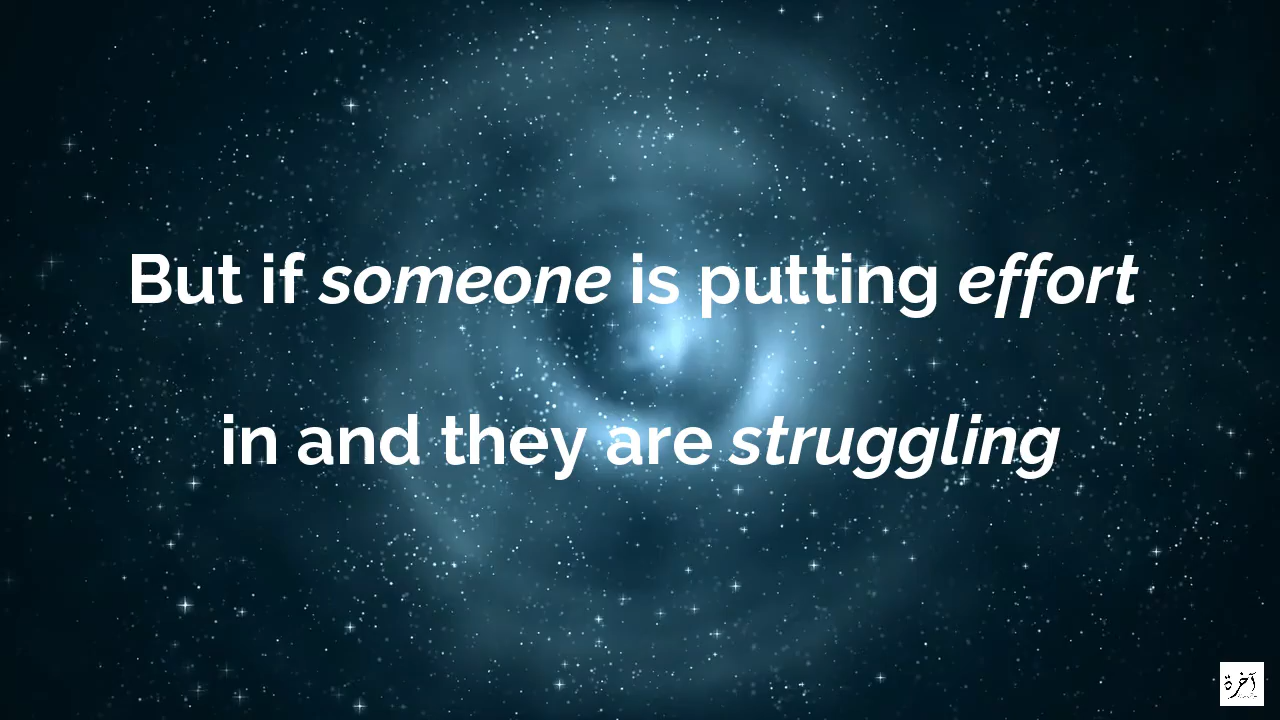 But if someone is putting effort
in and they are struggling
آخرة